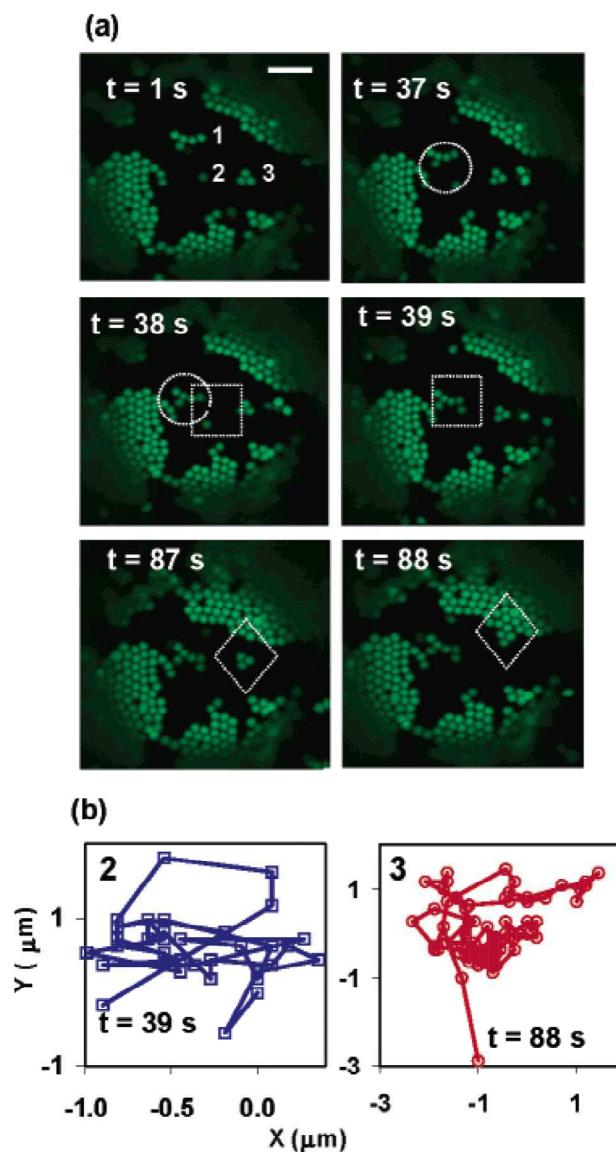 (a)
t = 1 s
t = 37 s
1
2
3
t = 38 s
t = 39 s
t = 87 s
t = 88 s
(b)
2
3
Y ( μm)
1
-1
t = 39 s
-1.0
-0.5
0.0
1
-1
-3
t = 88 s
-3
-1
1
X (μm)